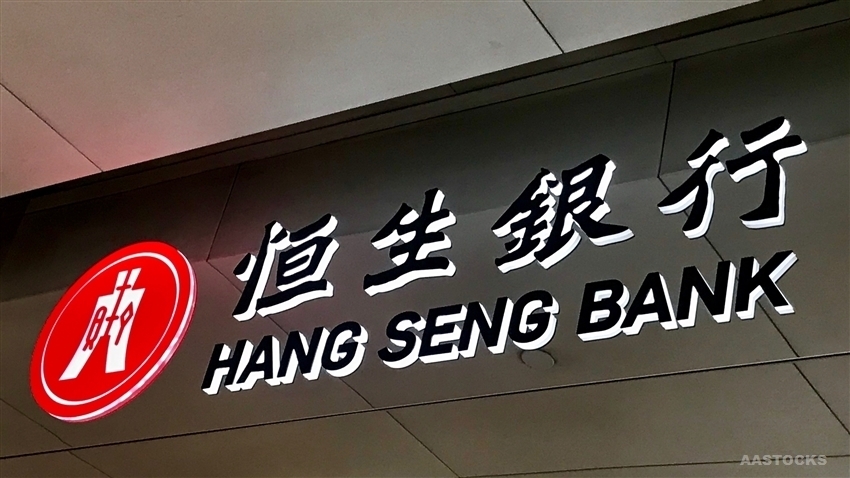 恒生銀行
HANG SENG BANK
AASTOCKS